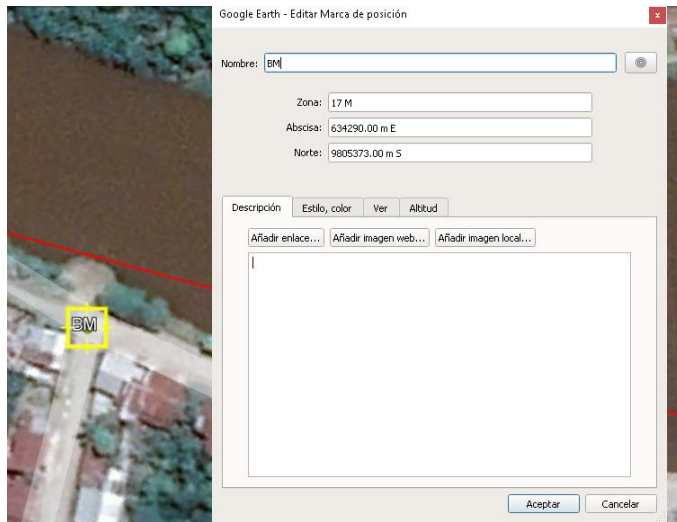 Google Earth - Editar Marca de posición
x
Nombre: BM
Zona: 17 M
Abscisa: 634290.00 m E
Norte: 9805373.00 m S
Descripción Estilo, color Ver Altitud
Añadir enlace... Añadir imagen web... Añadir imagen local...
BM
Aceptar Cancelar